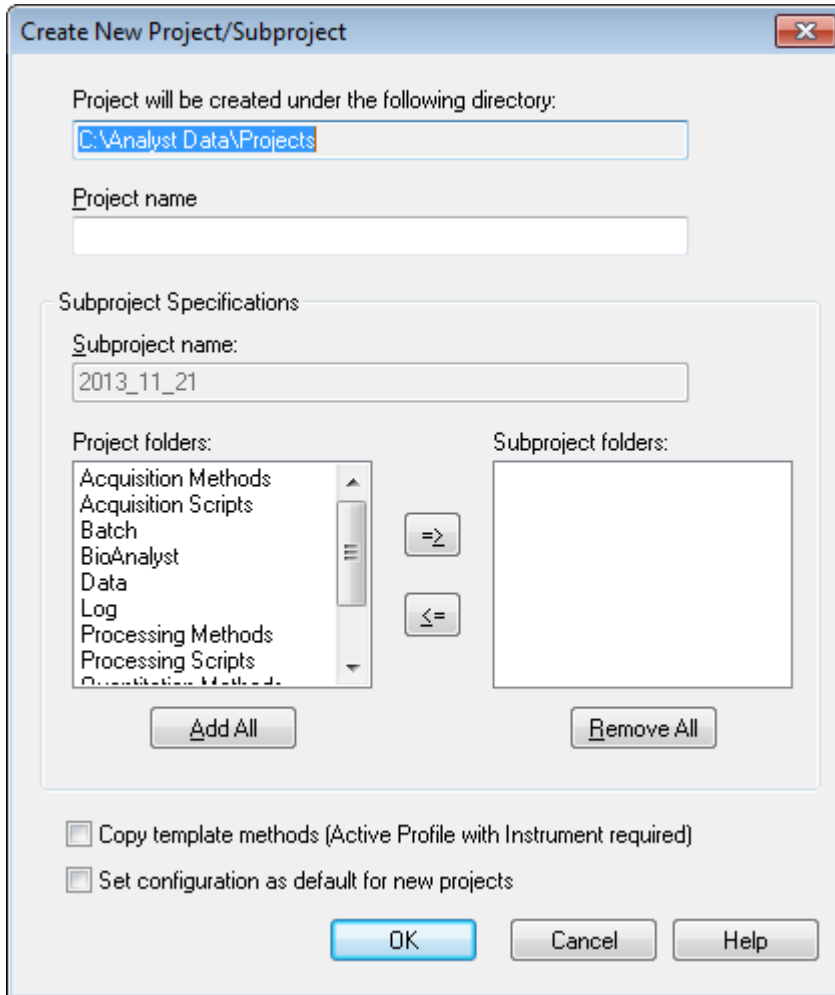 Create New Project/Subproject
Project will be created under the following directory:
C:\Analyst Data\Projects
Project name
Subproject Specifications
Subproject name:
2013_11_21
Project folders:
Subproject folders:
Acquisition Methods
Acquisition Scripts
Batch
BioAnalyst
Data
Log
Processing Methods
Processing Scripts
Quantitation Methods
=>
<=
Add All
Remove All
Copy template methods (Active Profile with Instrument required)
Set configuration as default for new projects
OK
Cancel
Help